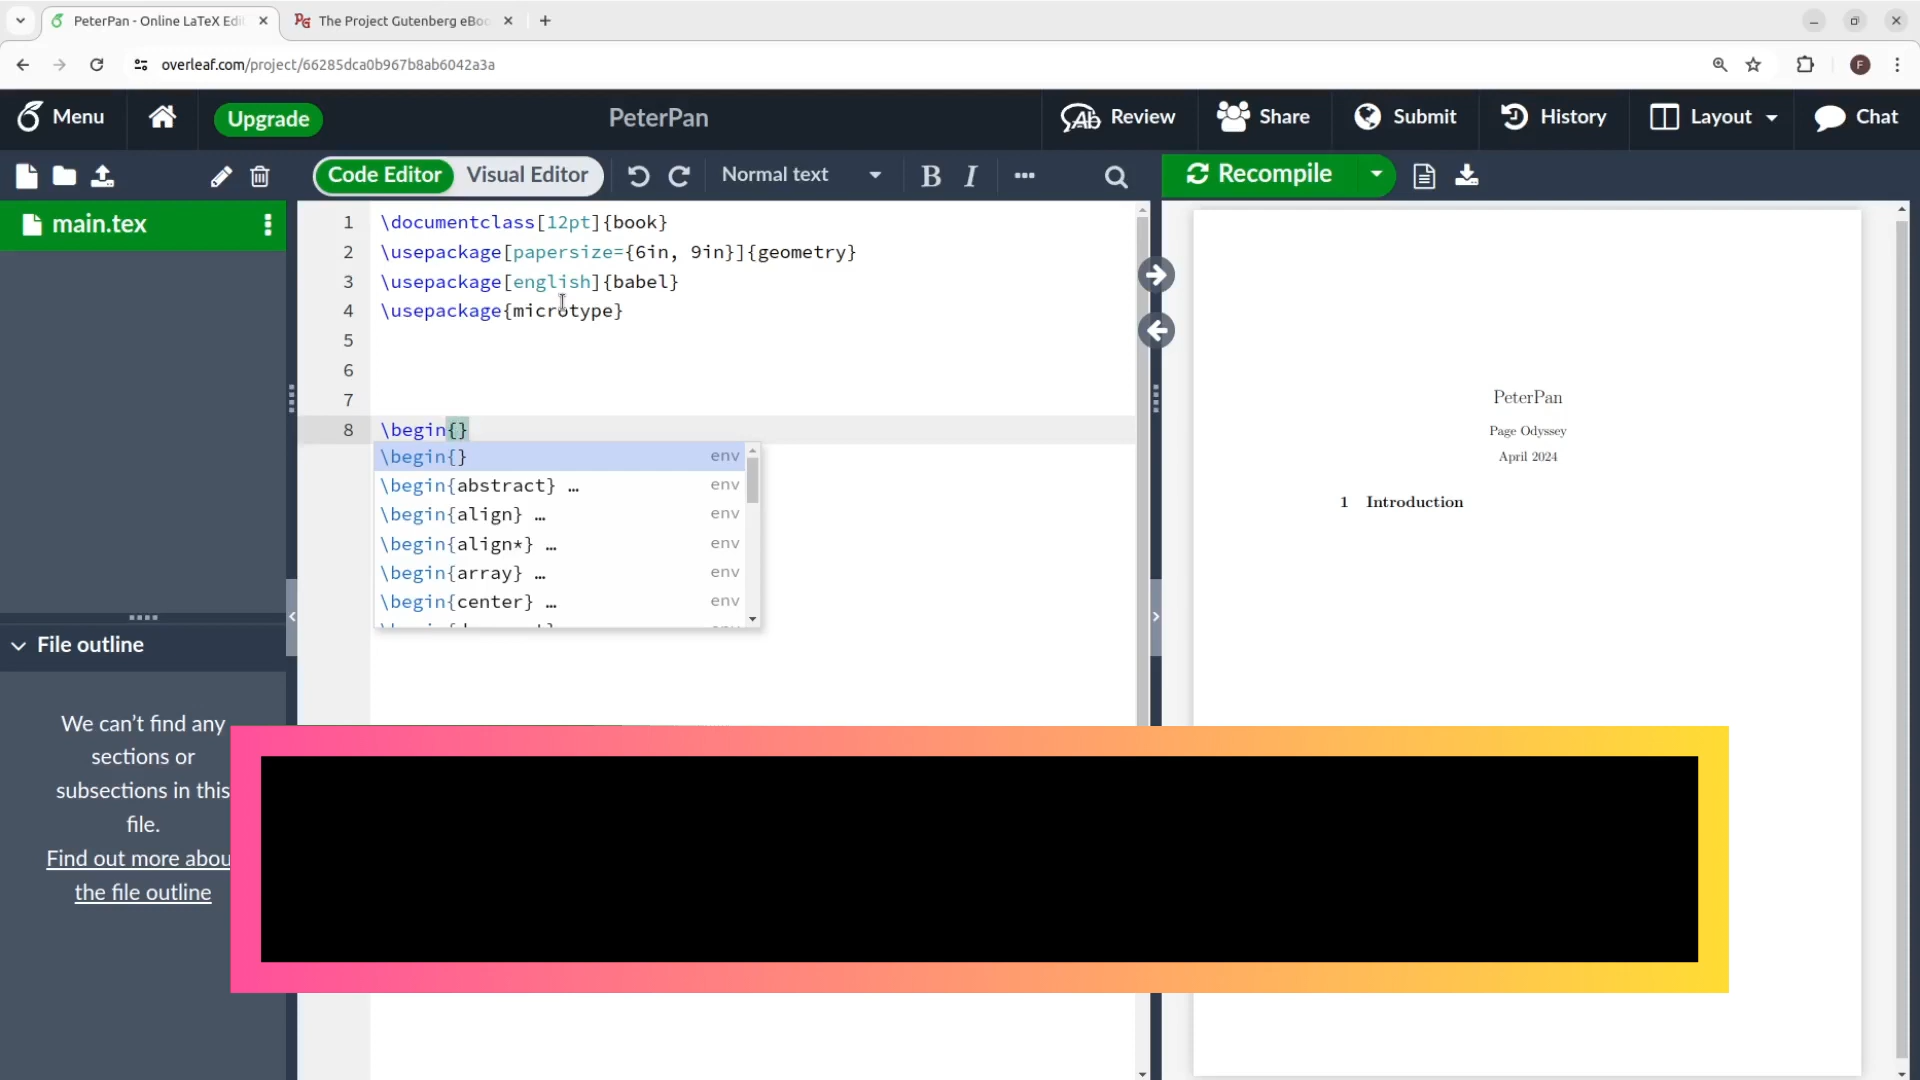 PeterPan - Online LaTeX Edi
The Project Gutenberg eBoo
overleaf.com/project/66285dca0b967b8ab6042a3a
F
Menu
Upgrade
PeterPan
Review
Share
Submit
History
Layout
Chat
Code Editor
Visual Editor
Normal text
B
I
Recompile
main.tex
1 \documentclass[12pt]{book}
2 \usepackage[papersize={6in, 9in}]{geometry}
3 \usepackage[english]{babel}
4 \usepackage{microtype}
5
6
7
8 \begin{}
\begin{} env
\begin{abstract} … env
\begin{align} … env
\begin{align*} … env
\begin{array} … env
\begin{center} … env
File outline
We can't find any
sections or
subsections in this
file.
Find out more abou
the file outline
PeterPan
Page Odyssey
April 2024
1 Introduction